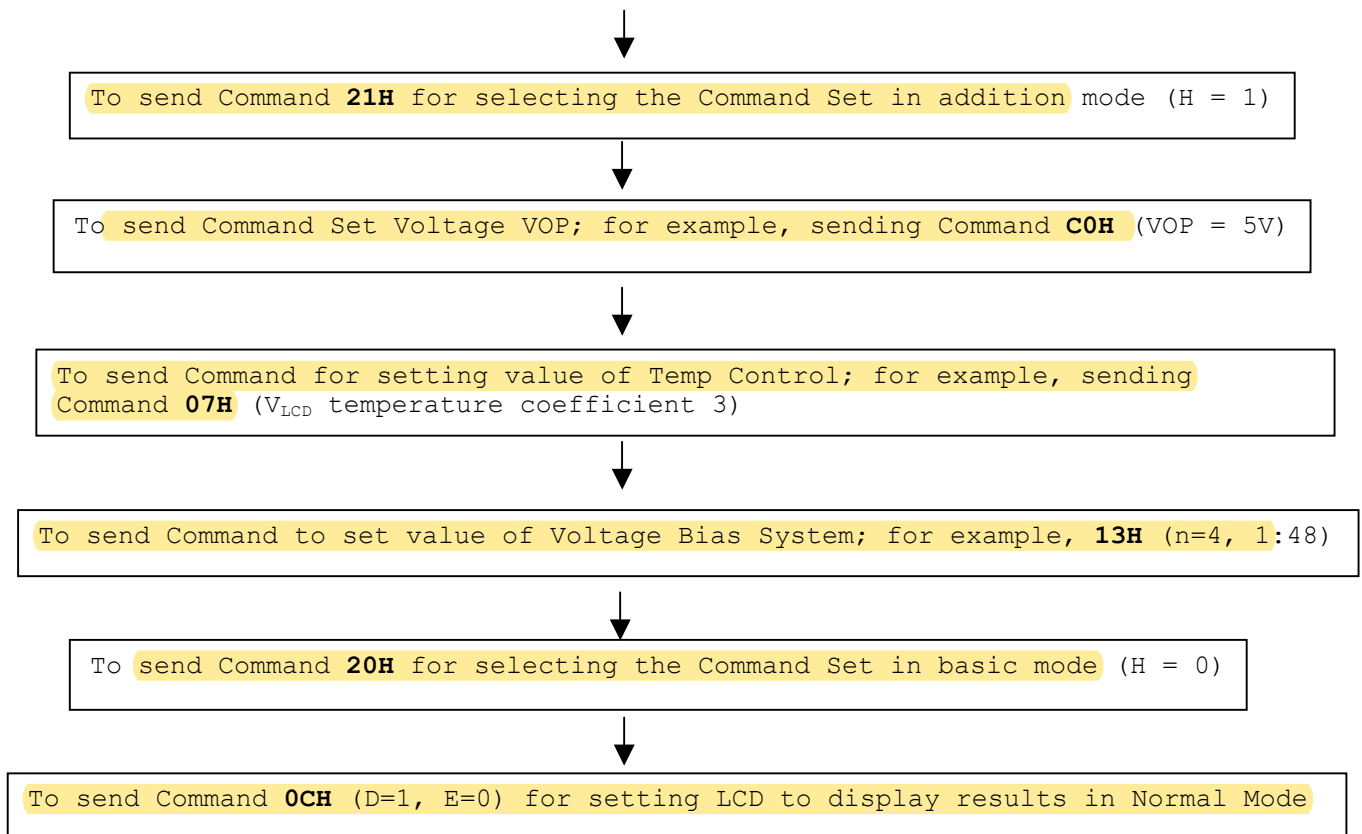 To send Command 21H for selecting the Command Set in addition mode (H = 1)
To send Command Set Voltage VOP; for example, sending Command C0H (VOP = 5V)
To send Command for setting value of Temp Control; for example, sending
Command 07H (VLCD temperature coefficient 3)
To send Command to set value of Voltage Bias System; for example, 13H (n=4, 1:48)
To send Command 20H for selecting the Command Set in basic mode (H = 0)
To send Command 0CH (D=1, E=0) for setting LCD to display results in Normal Mode